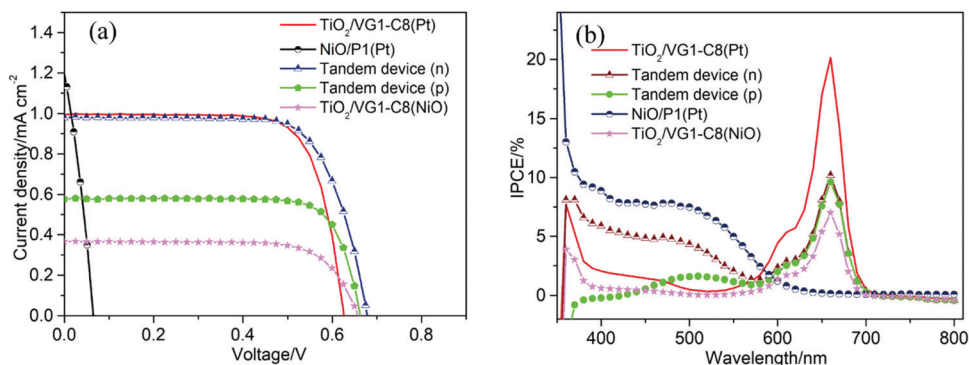 (a)
TiO₂/VG1-C8(Pt)
NiO/P1(Pt)
Tandem device (n)
Tandem device (p)
TiO₂/VG1-C8(NiO)
Current density/mA cm⁻²
1.4
1.2
1.0
0.8
0.6
0.4
0.2
0.0
0.0 0.2 0.4 0.6 0.8
Voltage/V
(b)
TiO₂/VG1-C8(Pt)
Tandem device (n)
Tandem device (p)
NiO/P1(Pt)
TiO₂/VG1-C8(NiO)
IPCE/%
20
15
10
5
0
400 500 600 700 800
Wavelength/nm